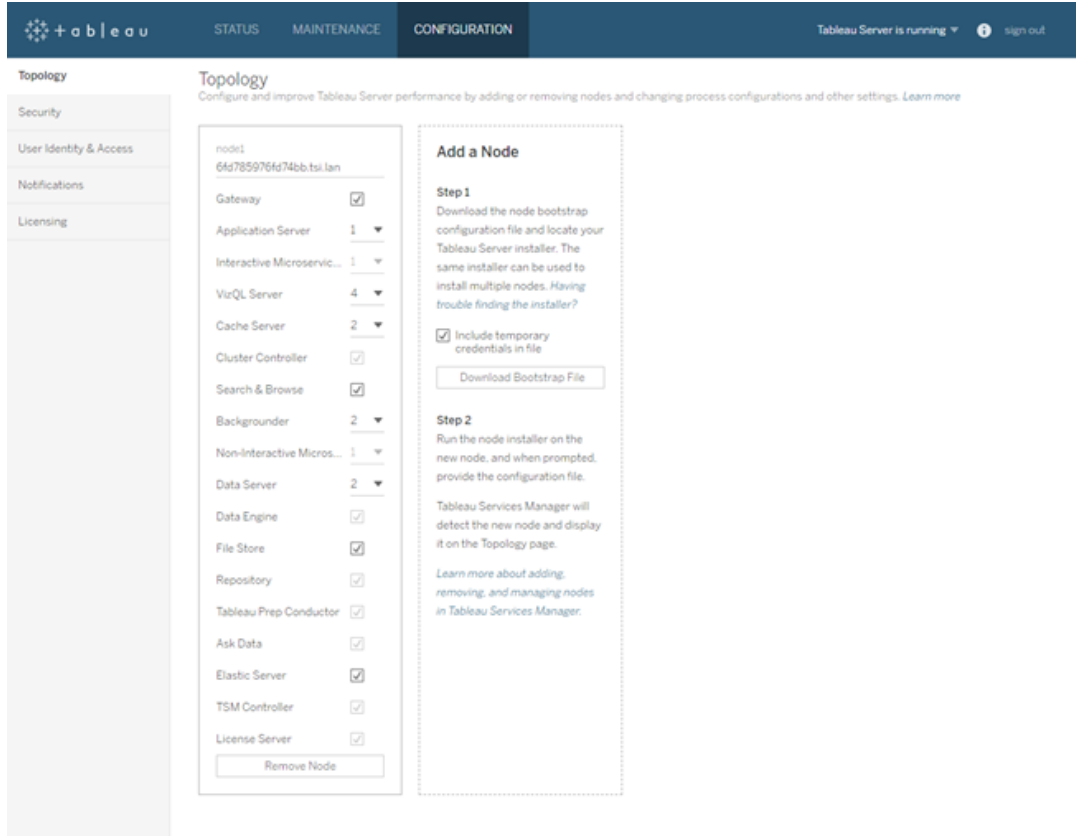 +ableau
STATUS
MAINTENANCE
CONFIGURATION
Tableau Server is running
sign out
Topology
Security
User Identity & Access
Notifications
Licensing
Topology
Configure and improve Tableau Server performance by adding or removing nodes and changing process configurations and other settings. Learn more
node1
6fd785976fd74bb.tsi.lan
Gateway
Application Server 1
Interactive Microservic... 1
VizQL Server 4
Cache Server 2
Cluster Controller
Search & Browse
Backgrounder 2
Non-Interactive Micros... 1
Data Server 2
Data Engine
File Store
Repository
Tableau Prep Conductor
Ask Data
Elastic Server
TSM Controller
License Server
Remove Node
Add a Node
Step 1
Download the node bootstrap
configuration file and locate your
Tableau Server installer. The
same installer can be used to
install multiple nodes. Having
trouble finding the installer?
Include temporary
credentials in file
Download Bootstrap File
Step 2
Run the node installer on the
new node, and when prompted,
provide the configuration file.
Tableau Services Manager will
detect the new node and display
it on the Topology page.
Learn more about adding,
removing, and managing nodes
in Tableau Services Manager.